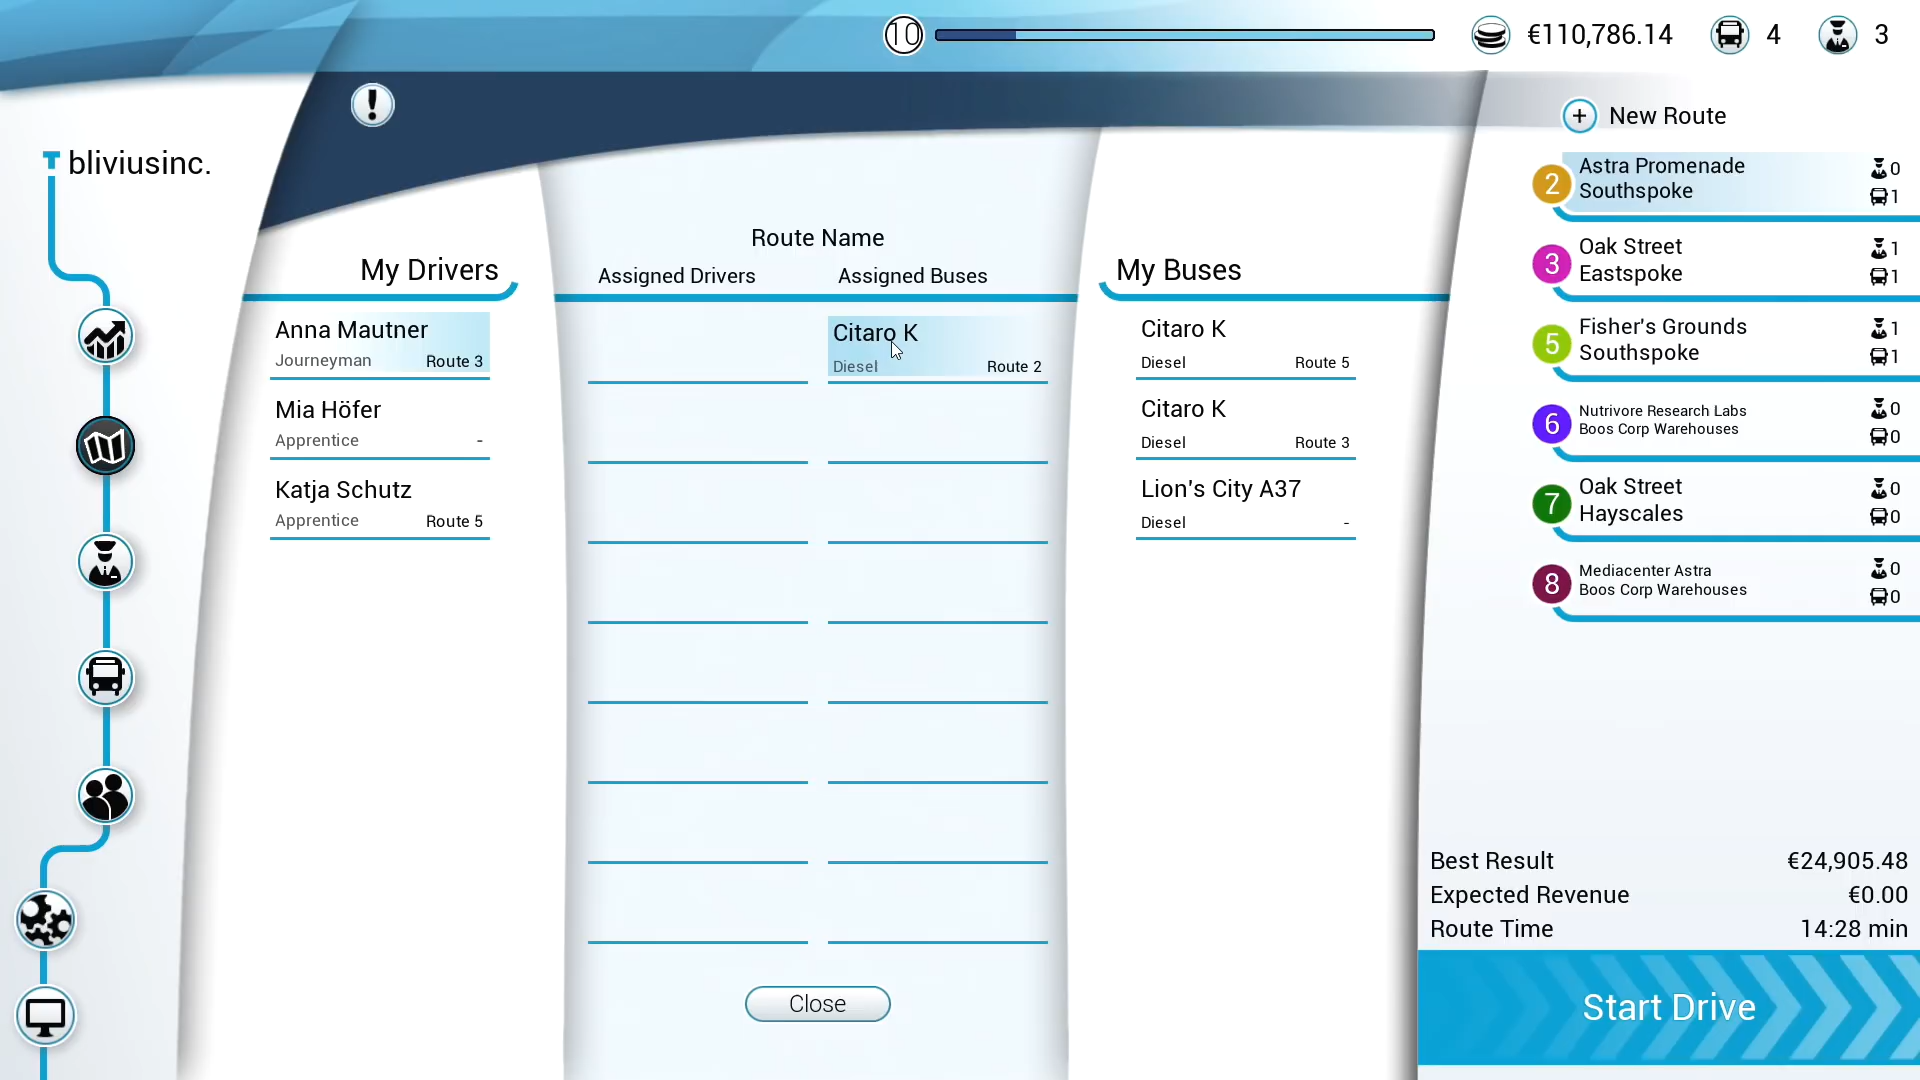 10
€110,786.14
4
3
bliviusinc.
New Route
2
Astra Promenade
Southspoke
0
1
3
Oak Street
Eastspoke
1
1
5
Fisher's Grounds
Southspoke
1
1
6
Nutrivore Research Labs
Boos Corp Warehouses
0
0
7
Oak Street
Hayscales
0
0
8
Mediacenter Astra
Boos Corp Warehouses
0
0
My Drivers
Anna Mautner
Journeyman Route 3
Mia Höfer
Apprentice -
Katja Schutz
Apprentice Route 5
Route Name
Assigned Drivers Assigned Buses
Citaro K
Diesel Route 2
Close
My Buses
Citaro K
Diesel Route 5
Citaro K
Diesel Route 3
Lion's City A37
Diesel -
Best Result €24,905.48
Expected Revenue €0.00
Route Time 14:28 min
Start Drive